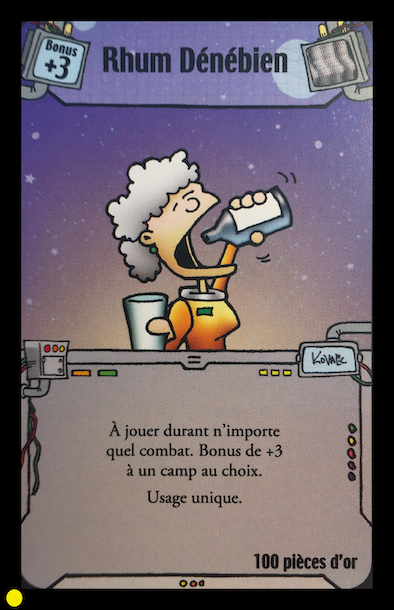 Bonus
+3
Rhum Dénébien
KOVALIC
À jouer durant n'importe
quel combat. Bonus de +3
à un camp au choix.
Usage unique.
100 pièces d'or